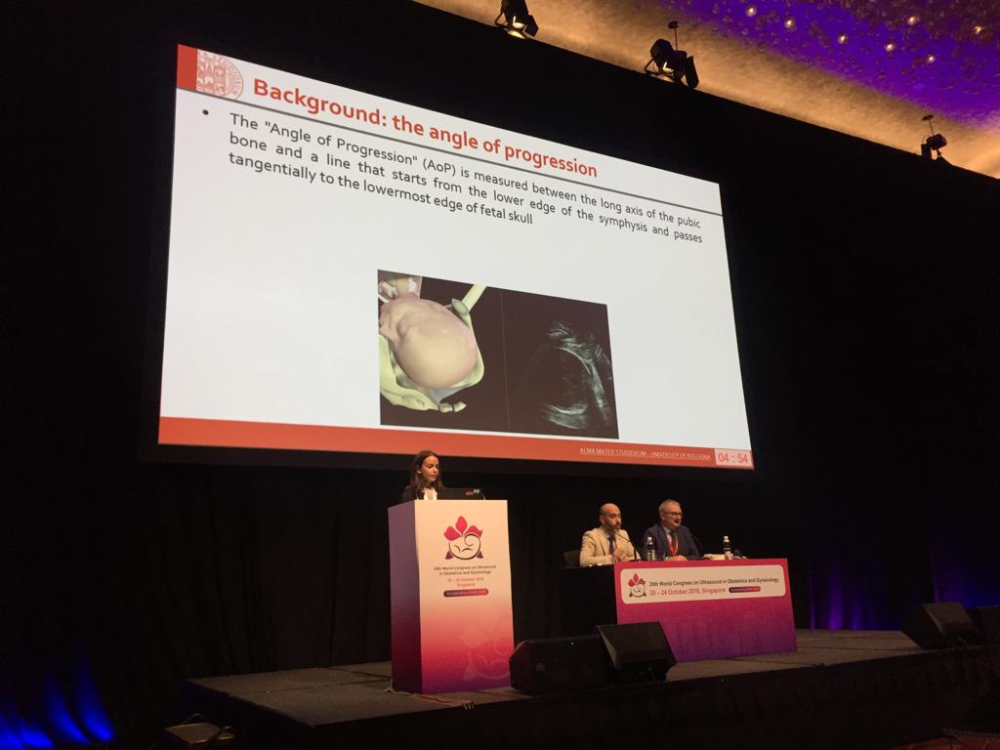 Background: the angle of progression
• The "Angle of Progression" (AoP) is measured between the long axis of the pubic
bone and a line that starts from the lower edge of the symphysis and passes
tangentially to the lowermost edge of fetal skull
ALMA MATER STUDIORUM - UNIVERSITY OF BOLOGNA
04 : 54
28th World Congress on Ultrasound
in Obstetrics and Gynecology
20 - 24 October 2018
Singapore
28th World Congress on Ultrasound in Obstetrics and Gynecology
20 - 24 October 2018, Singapore